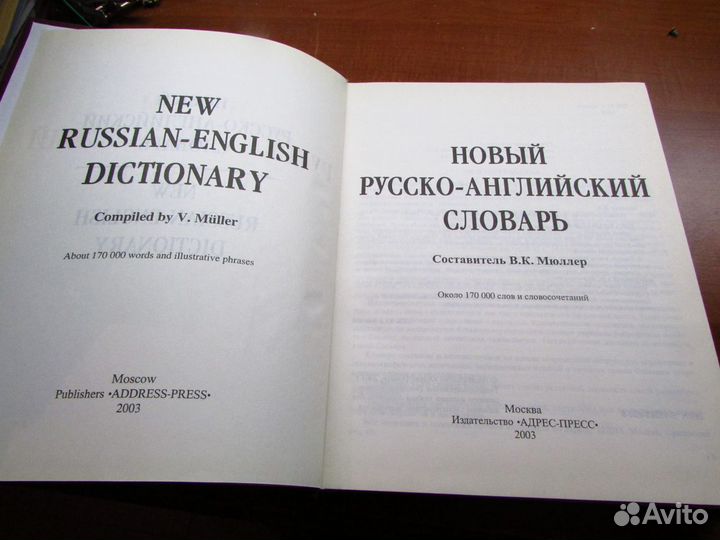 NEW
RUSSIAN-ENGLISH
DICTIONARY
Compiled by V. Müller
About 170 000 words and illustrative phrases
Moscow
Publishers •ADDRESS-PRESS•
2003
НОВЫЙ
РУССКО-АНГЛИЙСКИЙ
СЛОВАРЬ
Составитель В.К. Мюллер
Около 170 000 слов и словосочетаний
Москва
Издательство •АДРЕС-ПРЕСС•
2003
Avito